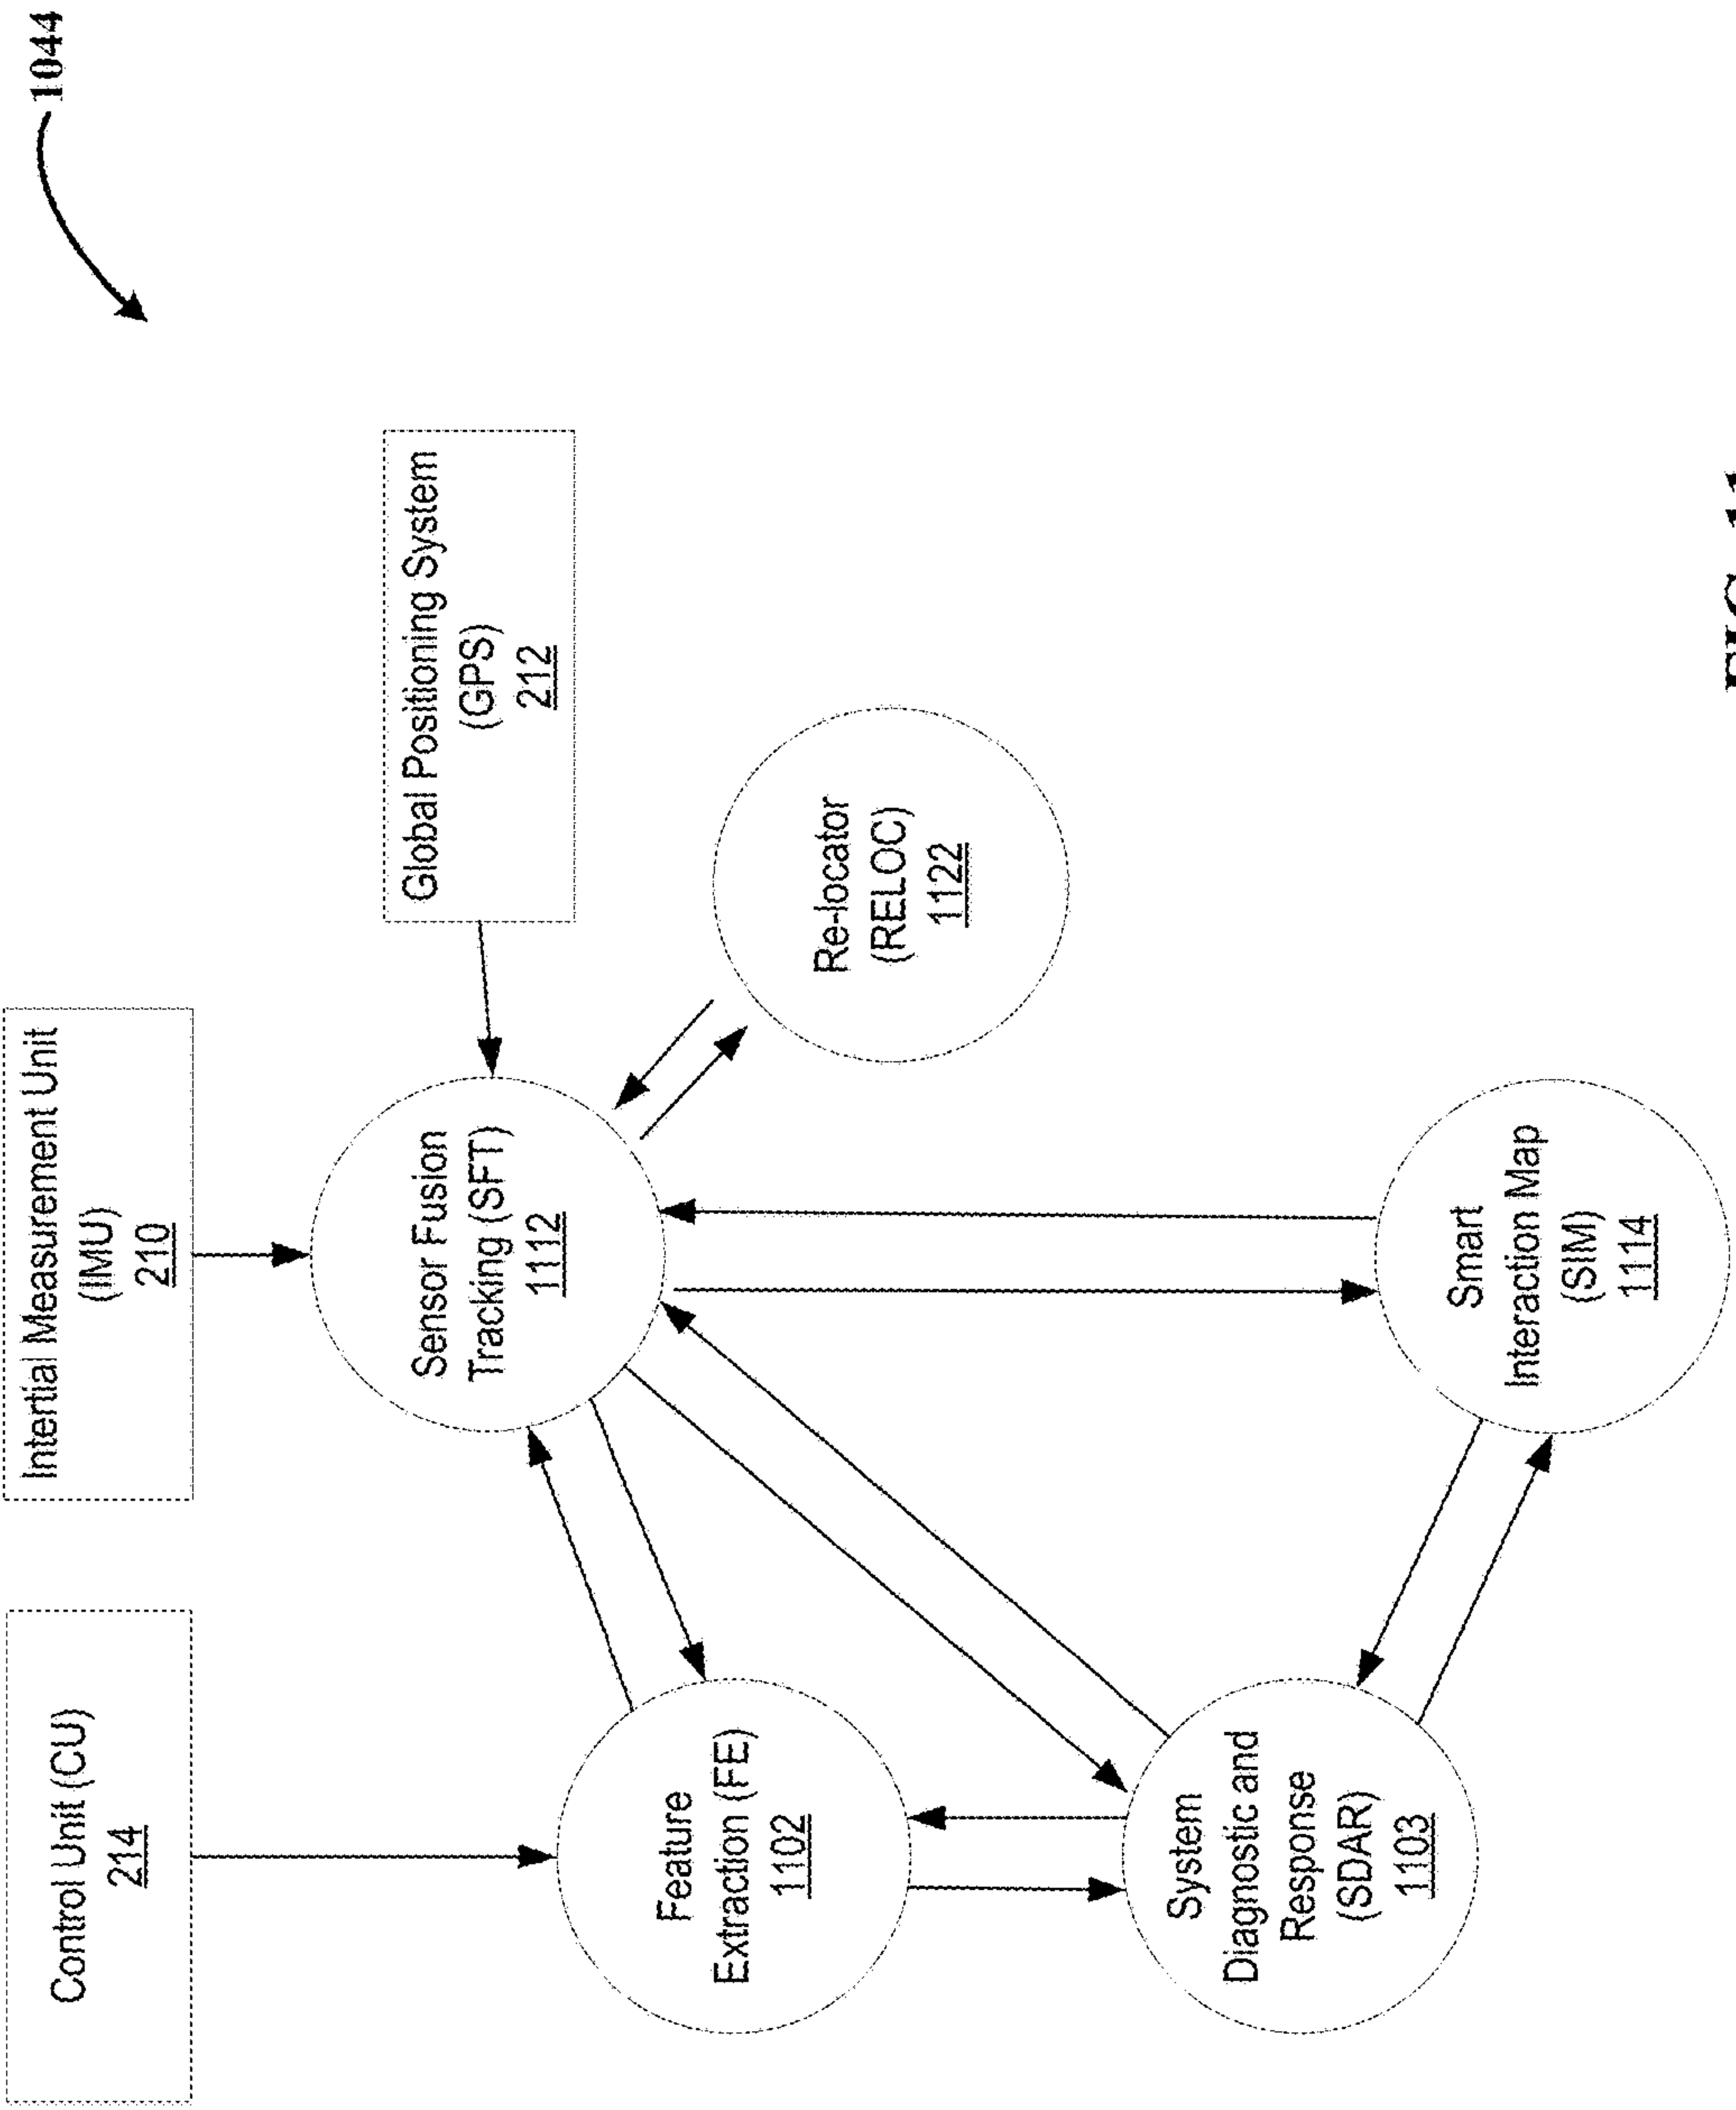 1044
Control Unit (CU)
214
Intertial Measurement Unit
(IMU)
210
Global Positioning System
(GPS)
212
Sensor Fusion
Tracking (SFT)
1112
Feature
Extraction (FE)
1102
Re-locator
(RELOC)
1122
System
Diagnostic and
Response
(SDAR)
1103
Smart
Interaction Map
(SIM)
1114